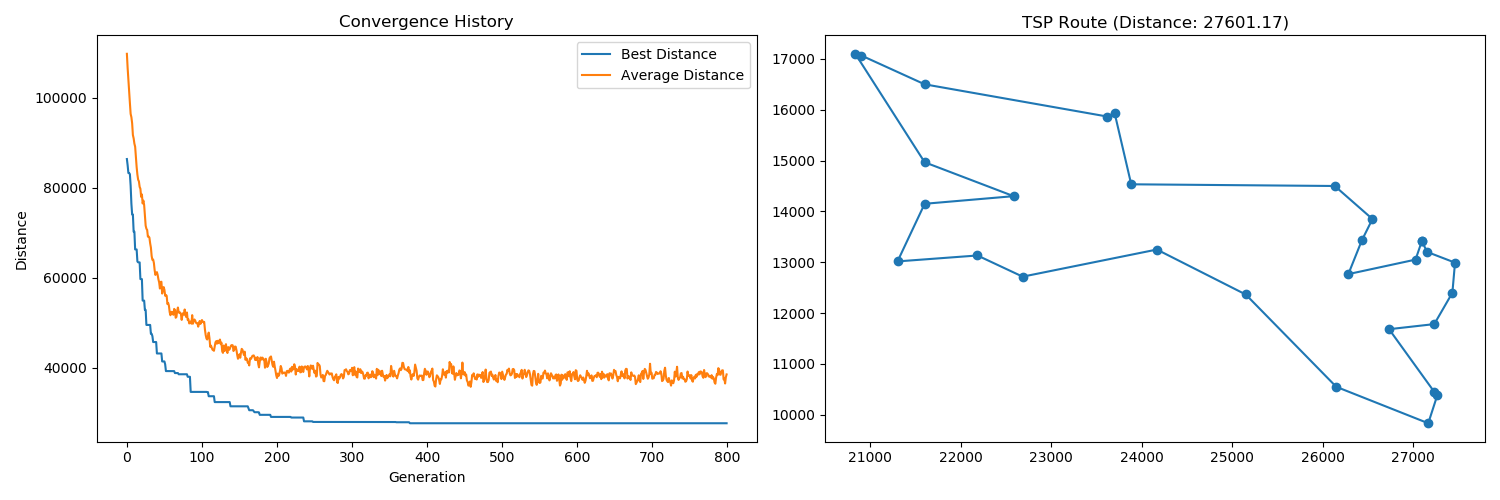 Convergence History
Best Distance
Average Distance
100000
80000
60000
40000
Distance
0 100 200 300 400 500 600 700 800
Generation
TSP Route (Distance: 27601.17)
17000
16000
15000
14000
13000
12000
11000
10000
21000 22000 23000 24000 25000 26000 27000